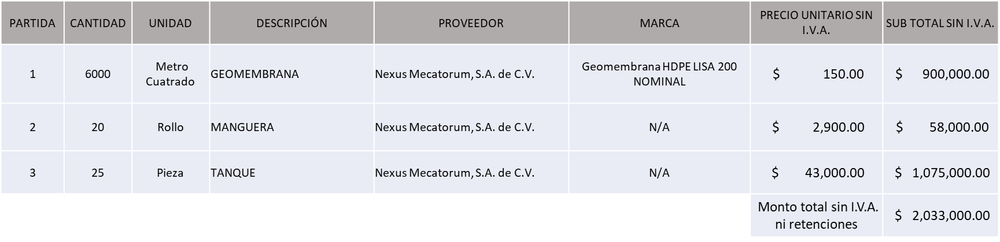 PARTIDA CANTIDAD UNIDAD DESCRIPCIÓN PROVEEDOR MARCA PRECIO UNITARIO SIN I.V.A. SUB TOTAL SIN I.V.A.
1 6000 Metro Cuatrado GEOMEMBRANA Nexus Mecatorum, S.A. de C.V. Geomembrana HDPE LISA 200 NOMINAL $ 150.00 $ 900,000.00
2 20 Rollo MANGUERA Nexus Mecatorum, S.A. de C.V. N/A $ 2,900.00 $ 58,000.00
3 25 Pieza TANQUE Nexus Mecatorum, S.A. de C.V. N/A $ 43,000.00 $ 1,075,000.00
Monto total sin I.V.A. ni retenciones $ 2,033,000.00